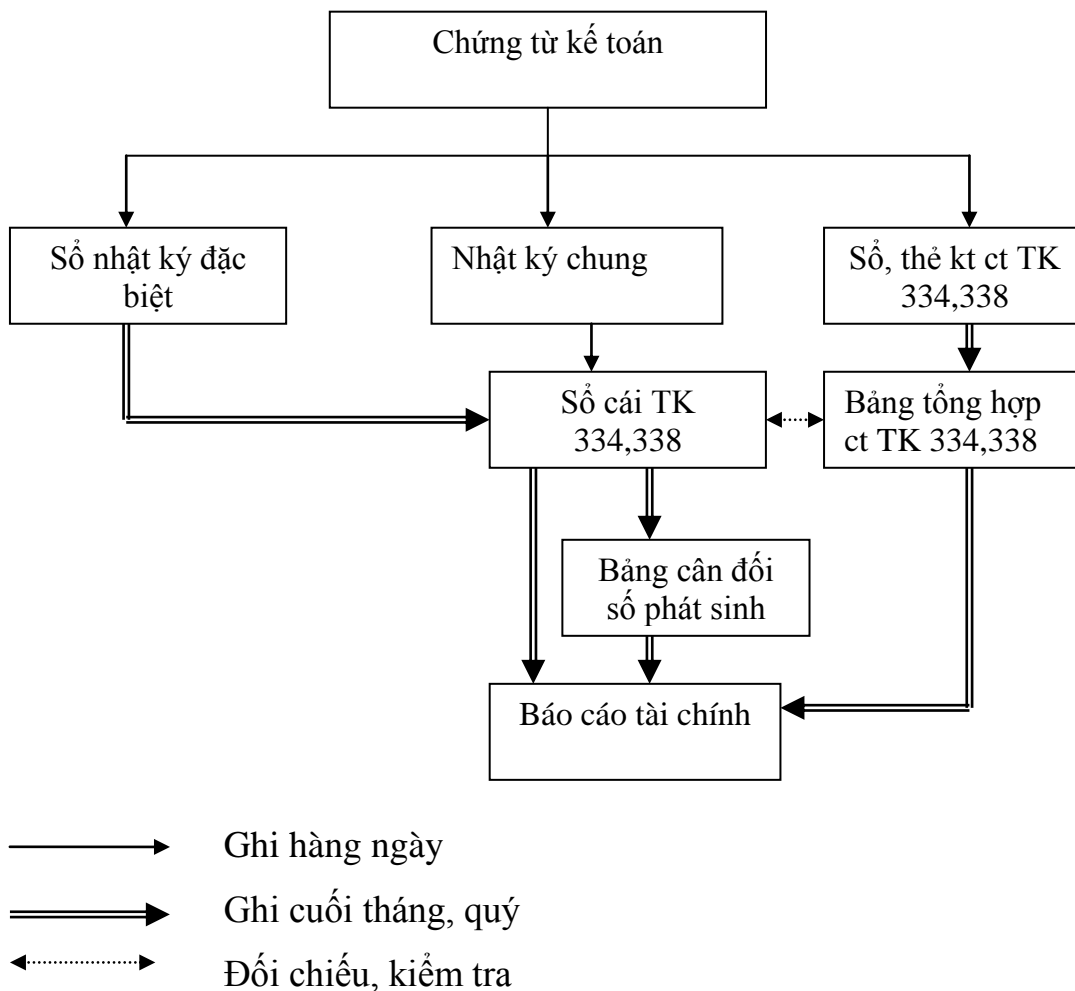 Chứng từ kế toán
Sổ nhật ký đặc
biệt
Nhật ký chung
Sổ, thẻ kt ct TK
334,338
Sổ cái TK
334,338
Bảng tổng hợp
ct TK 334,338
Bảng cân đối
số phát sinh
Báo cáo tài chính
Ghi hàng ngày
Ghi cuối tháng, quý
Đối chiếu, kiểm tra